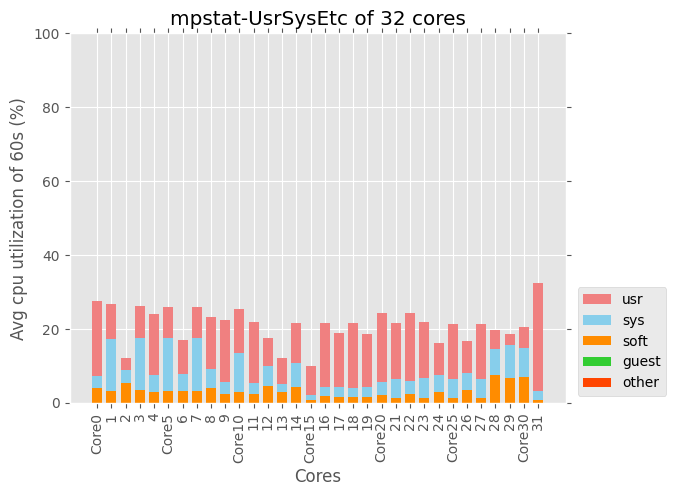 mpstat-UsrSysEtc of 32 cores
Avg cpu utilization of 60s (%)
100
80
60
40
20
0
Core0
1
2
3
4
Core5
6
7
8
9
Core10
11
12
13
14
Core15
16
17
18
19
Core20
21
22
23
24
Core25
26
27
28
29
Core30
31
Cores
usr
sys
soft
guest
other